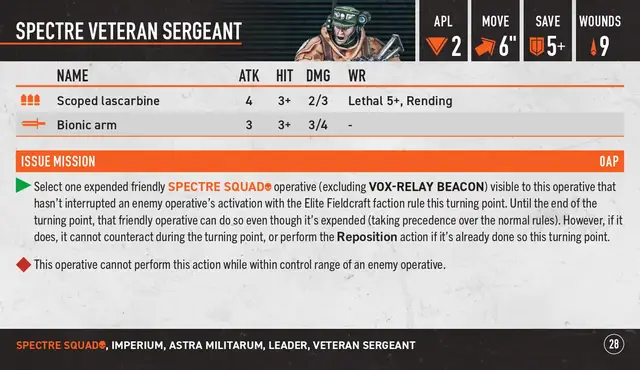 SPECTRE VETERAN SERGEANT
APL 2
MOVE 6"
SAVE 5+
WOUNDS 9
NAME ATK HIT DMG WR
Scoped lascarbine 4 3+ 2/3 Lethal 5+, Rending
Bionic arm 3 3+ 3/4 -
ISSUE MISSION 0AP
Select one expended friendly SPECTRE SQUAD operative (excluding VOX-RELAY BEACON) visible to this operative that
hasn't interrupted an enemy operative's activation with the Elite Fieldcraft faction rule this turning point. Until the end of the
turning point, that friendly operative can do so even though it's expended (taking precedence over the normal rules). However, if it
does, it cannot counteract during the turning point, or perform the Reposition action if it's already done so this turning point.
This operative cannot perform this action while within control range of an enemy operative.
SPECTRE SQUAD, IMPERIUM, ASTRA MILITARUM, LEADER, VETERAN SERGEANT
28